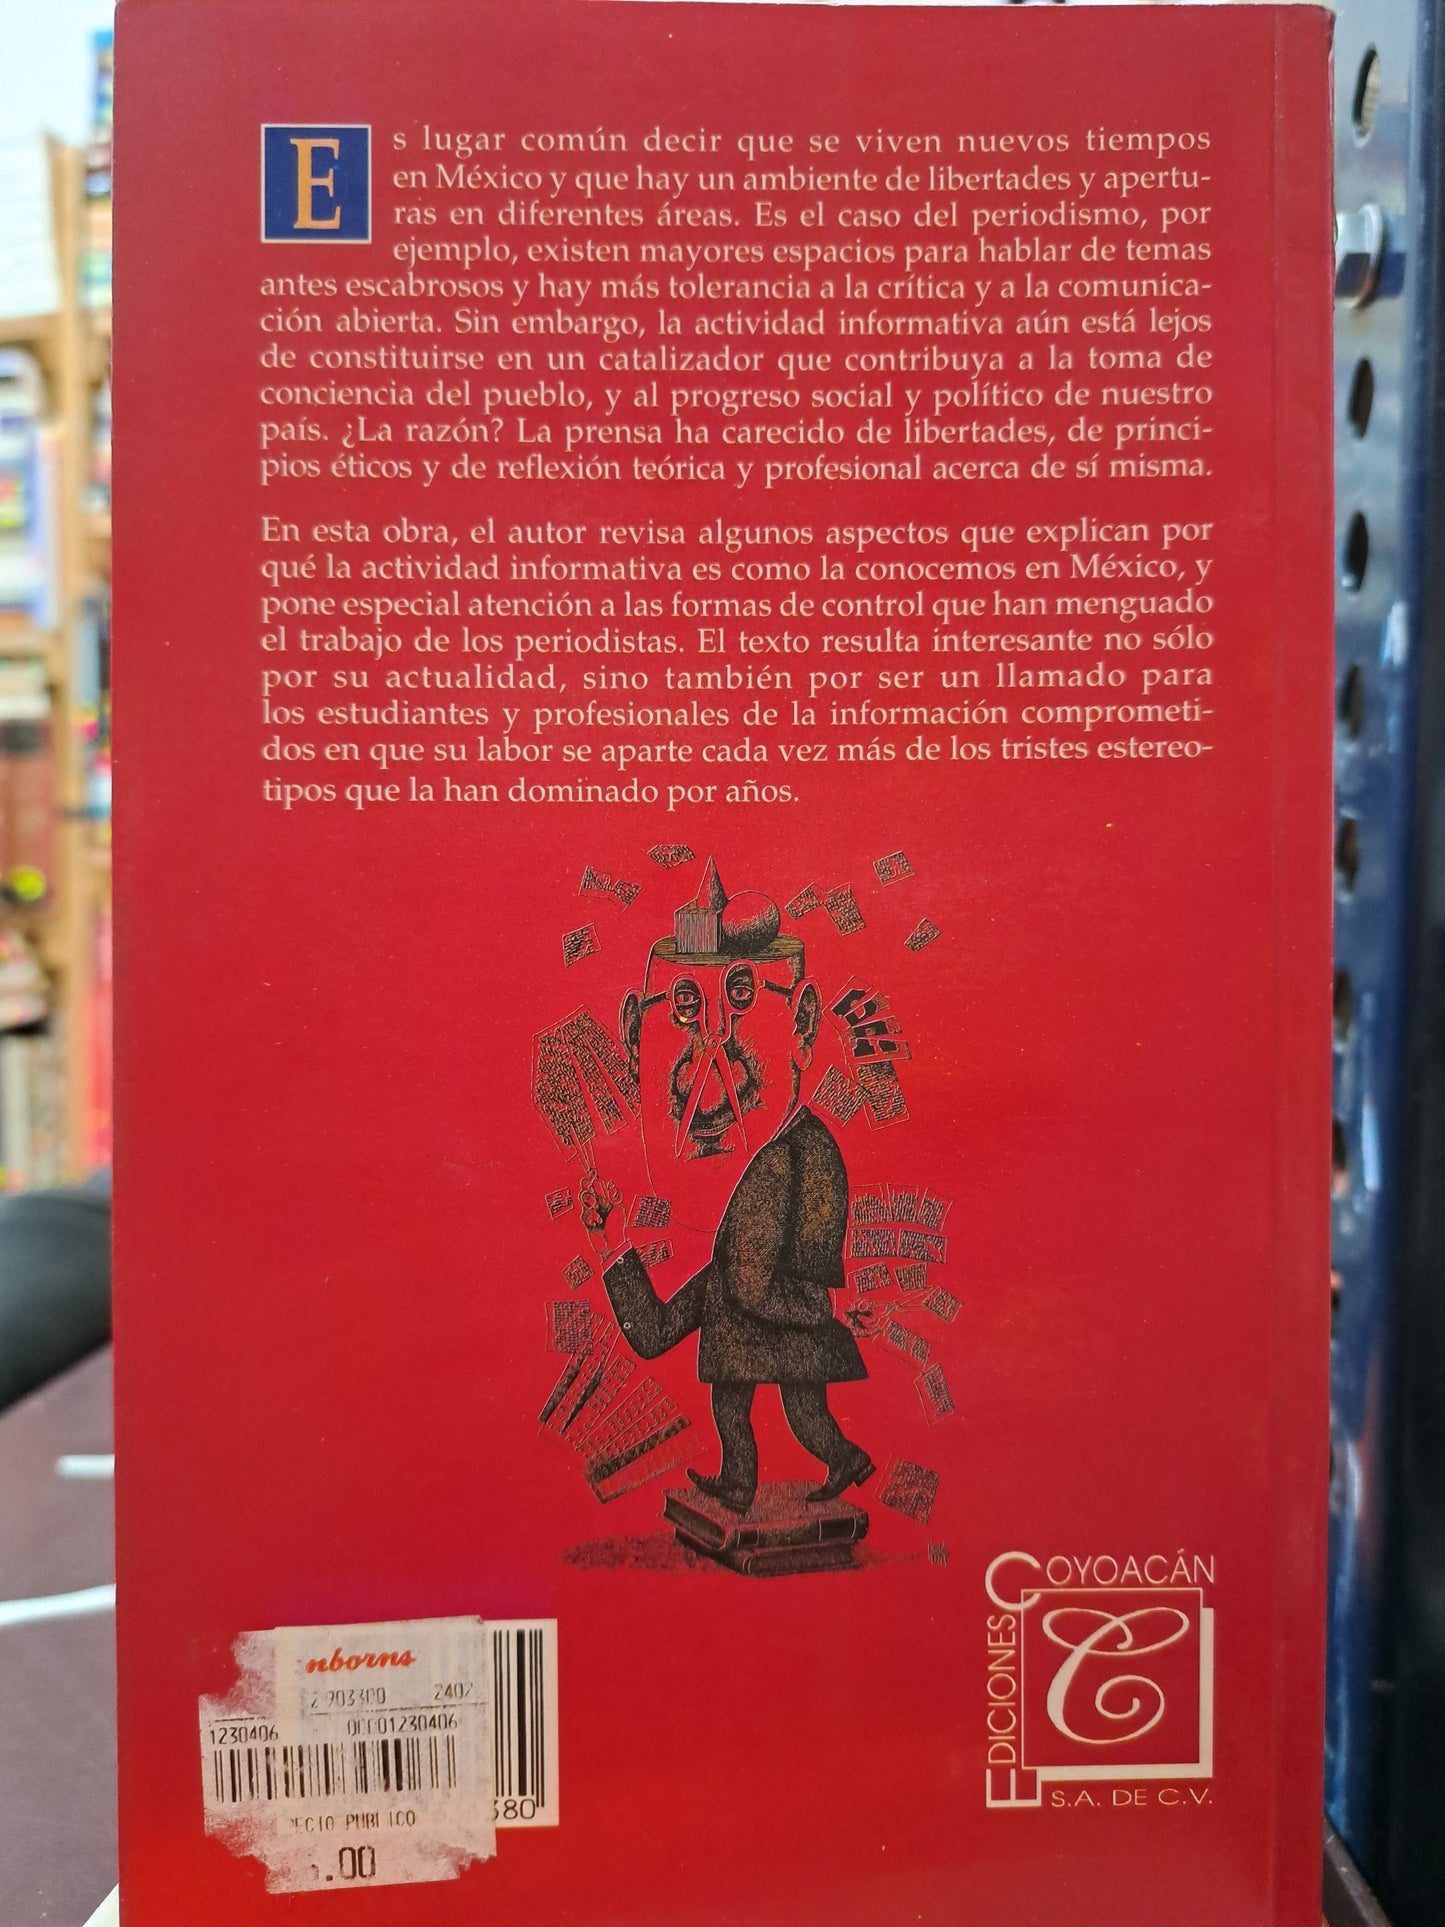 Es lugar común decir que se viven nuevos tiempos
en México y que hay un ambiente de libertades y apertu-
ras en diferentes áreas. Es el caso del periodismo, por
ejemplo, existen mayores espacios para hablar de temas
antes escabrosos y hay más tolerancia a la crítica y a la comunica-
ción abierta. Sin embargo, la actividad informativa aún está lejos
de constituirse en un catalizador que contribuya a la toma de
conciencia del pueblo, y al progreso social y político de nuestro
país. ¿La razón? La prensa ha carecido de libertades, de princi-
pios éticos y de reflexión teórica y profesional acerca de sí misma.
En esta obra, el autor revisa algunos aspectos que explican por
qué la actividad informativa es como la conocemos en México, y
pone especial atención a las formas de control que han menguado
el trabajo de los periodistas. El texto resulta interesante no sólo
por su actualidad, sino también por ser un llamado para
los estudiantes y profesionales de la información comprometi-
dos en que su labor se aparte cada vez más de los tristes estereo-
tipos que la han dominado por años.
EDICIONES COYOACÁN
S.A. DE C.V.
nborns
2903300 2402
1230406 00001230406
380
ECIO PUBLICO
.00